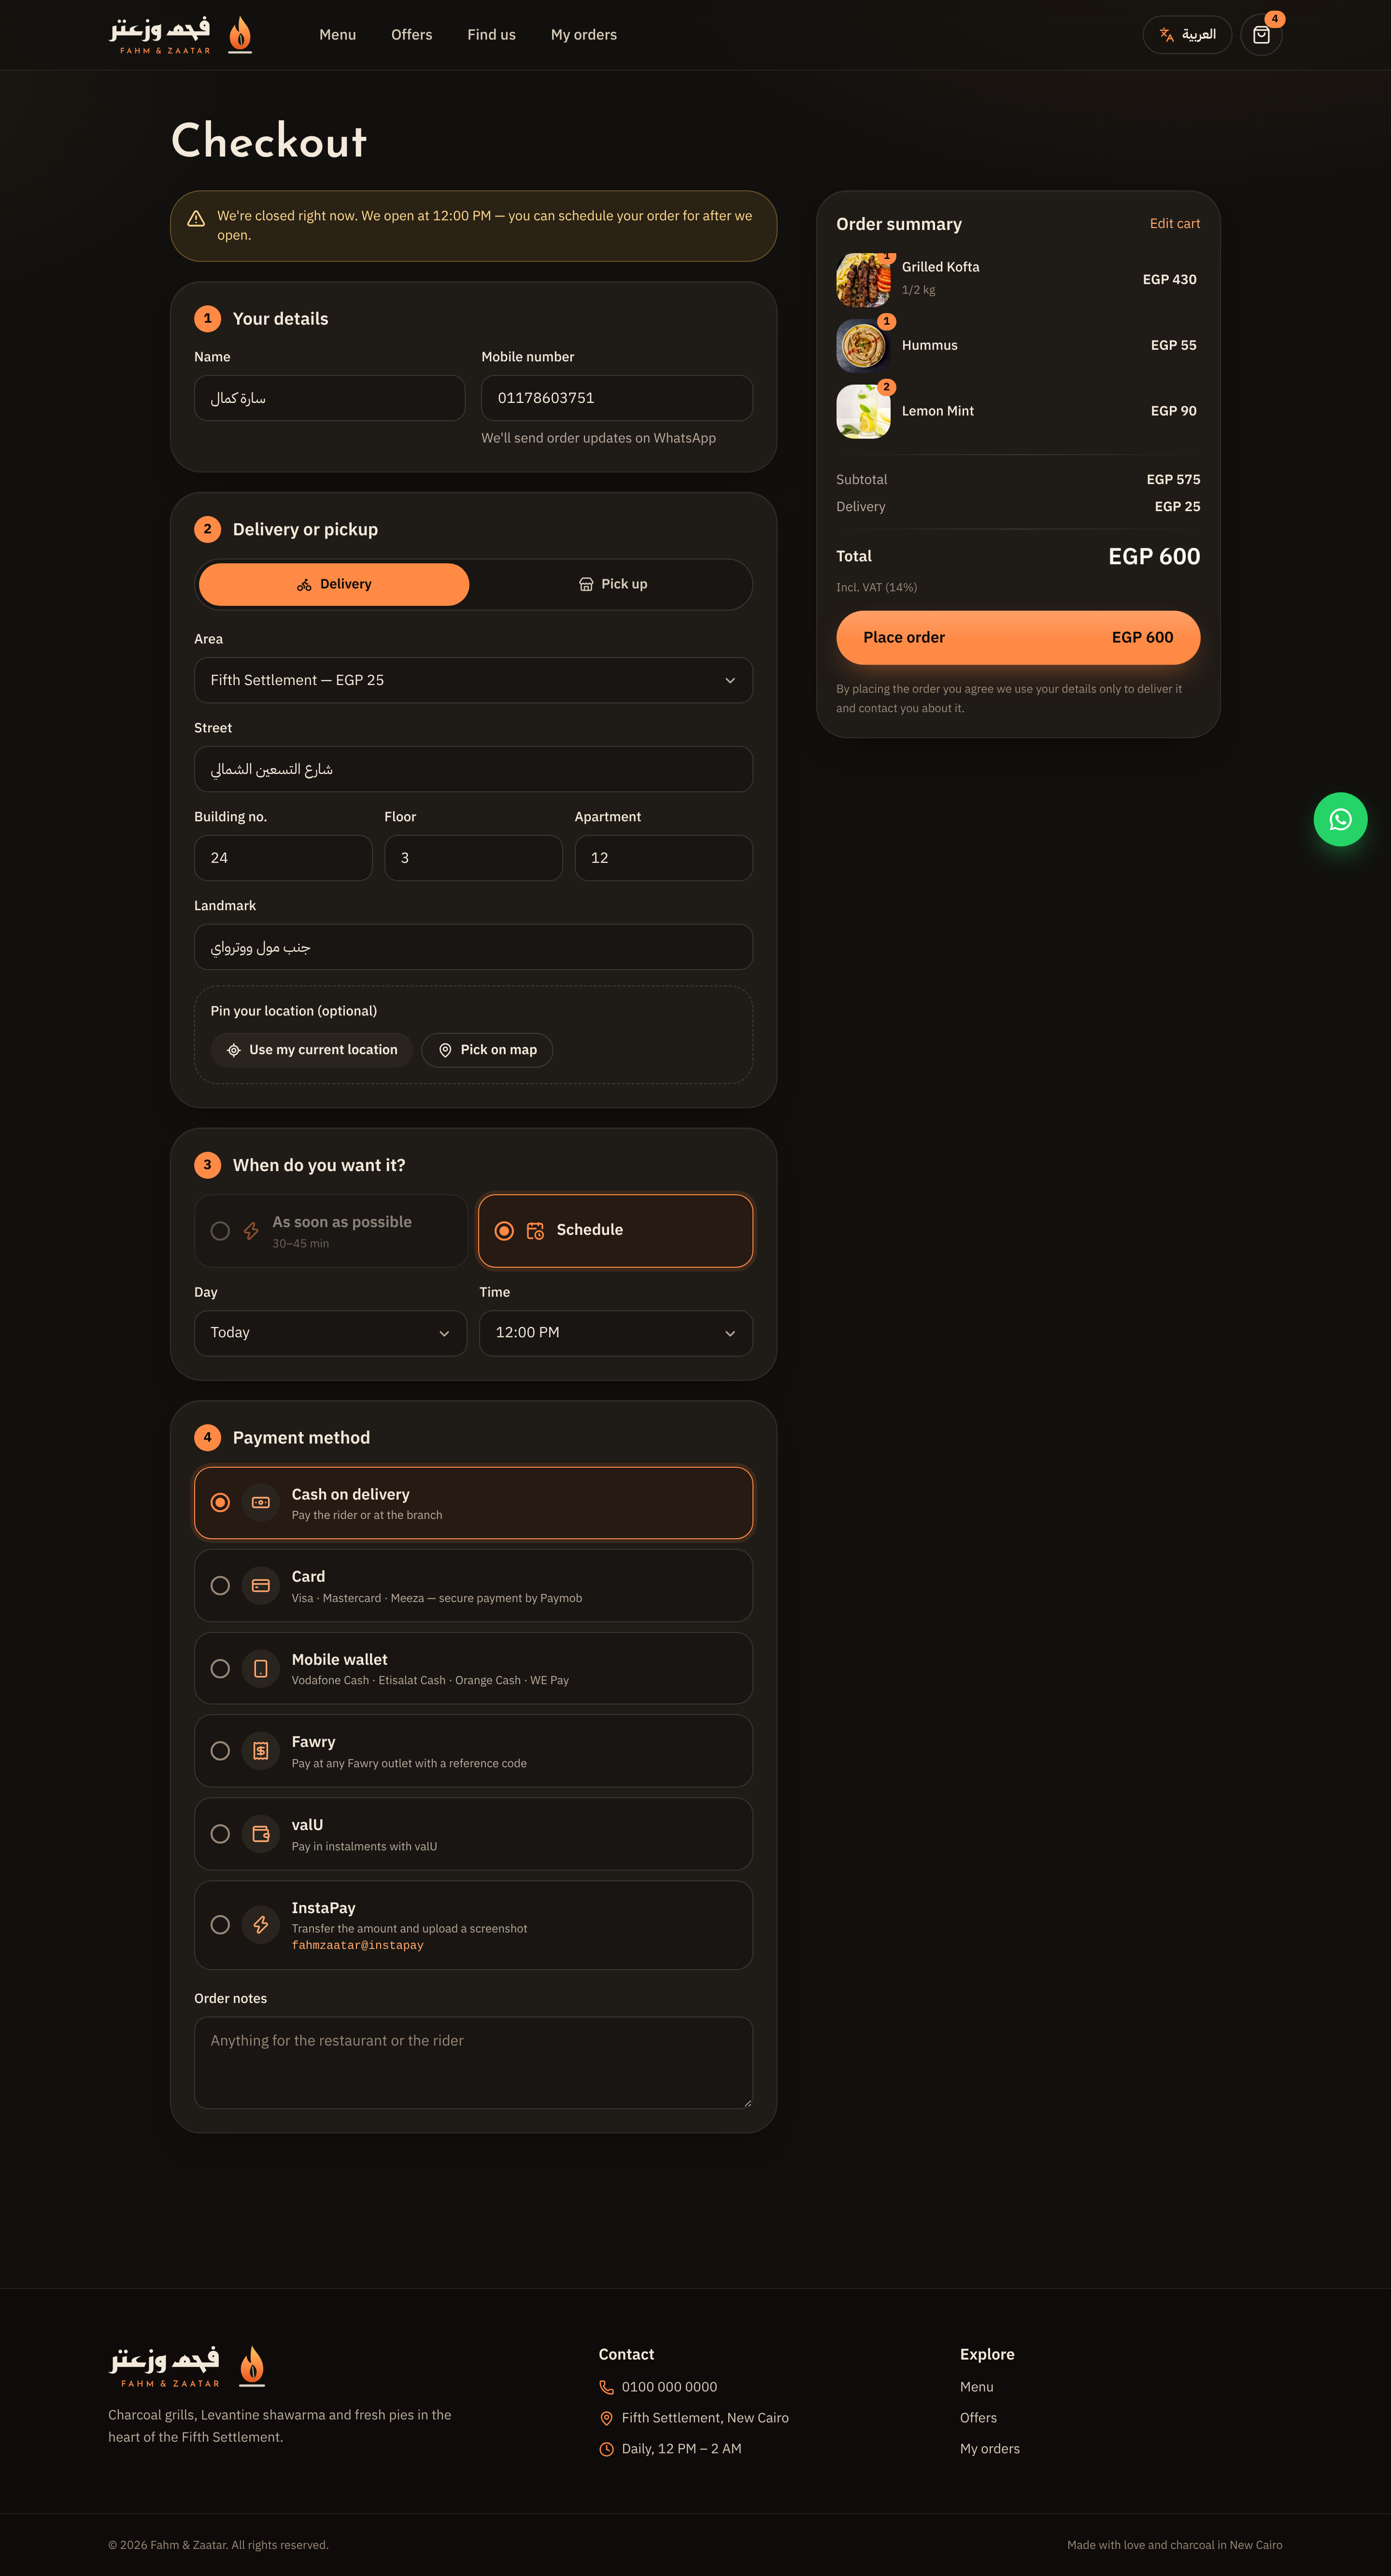 فحم وزعتر
FAHM & ZAATAR
Menu
Offers
Find us
My orders
العربية
4
Checkout
We're closed right now. We open at 12:00 PM — you can schedule your order for after we
open.
1
Your details
Name
Mobile number
سارة كمال
01178603751
We'll send order updates on WhatsApp
2
Delivery or pickup
Delivery
Pick up
Area
Fifth Settlement — EGP 25
Street
شارع التسعين الشمالي
Building no.
Floor
Apartment
24
3
12
Landmark
جنب مول ووترواي
Pin your location (optional)
Use my current location
Pick on map
3
When do you want it?
As soon as possible
30–45 min
Schedule
Day
Time
Today
12:00 PM
4
Payment method
Cash on delivery
Pay the rider or at the branch
Card
Visa · Mastercard · Meeza — secure payment by Paymob
Mobile wallet
Vodafone Cash · Etisalat Cash · Orange Cash · WE Pay
Fawry
Pay at any Fawry outlet with a reference code
valU
Pay in instalments with valU
InstaPay
Transfer the amount and upload a screenshot
fahmzaatar@instapay
Order notes
Anything for the restaurant or the rider
Order summary
Edit cart
1
Grilled Kofta
1/2 kg
EGP 430
1
Hummus
EGP 55
2
Lemon Mint
EGP 90
Subtotal
EGP 575
Delivery
EGP 25
Total
EGP 600
Incl. VAT (14%)
Place order
EGP 600
By placing the order you agree we use your details only to deliver it
and contact you about it.
فحم وزعتر
FAHM & ZAATAR
Charcoal grills, Levantine shawarma and fresh pies in the
heart of the Fifth Settlement.
Contact
0100 000 0000
Fifth Settlement, New Cairo
Daily, 12 PM – 2 AM
Explore
Menu
Offers
My orders
© 2026 Fahm & Zaatar. All rights reserved.
Made with love and charcoal in New Cairo